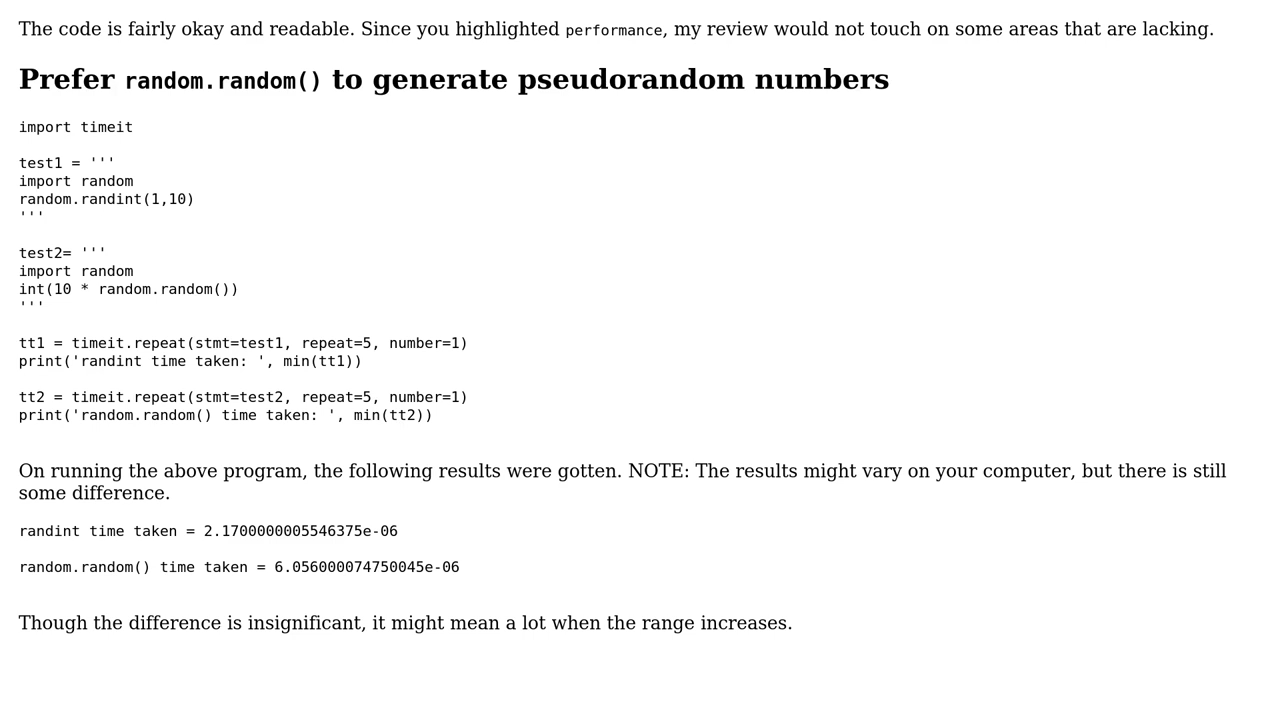 The code is fairly okay and readable. Since you highlighted performance, my review would not touch on some areas that are lacking.
Prefer random.random() to generate pseudorandom numbers
import timeit
test1 = '''
import random
random.randint(1,10)
'''
test2= '''
import random
int(10 * random.random())
'''
tt1 = timeit.repeat(stmt=test1, repeat=5, number=1)
print('randint time taken: ', min(tt1))
tt2 = timeit.repeat(stmt=test2, repeat=5, number=1)
print('random.random() time taken: ', min(tt2))
On running the above program, the following results were gotten. NOTE: The results might vary on your computer, but there is still
some difference.
randint time taken = 2.1700000005546375e-06
random.random() time taken = 6.056000074750045e-06
Though the difference is insignificant, it might mean a lot when the range increases.